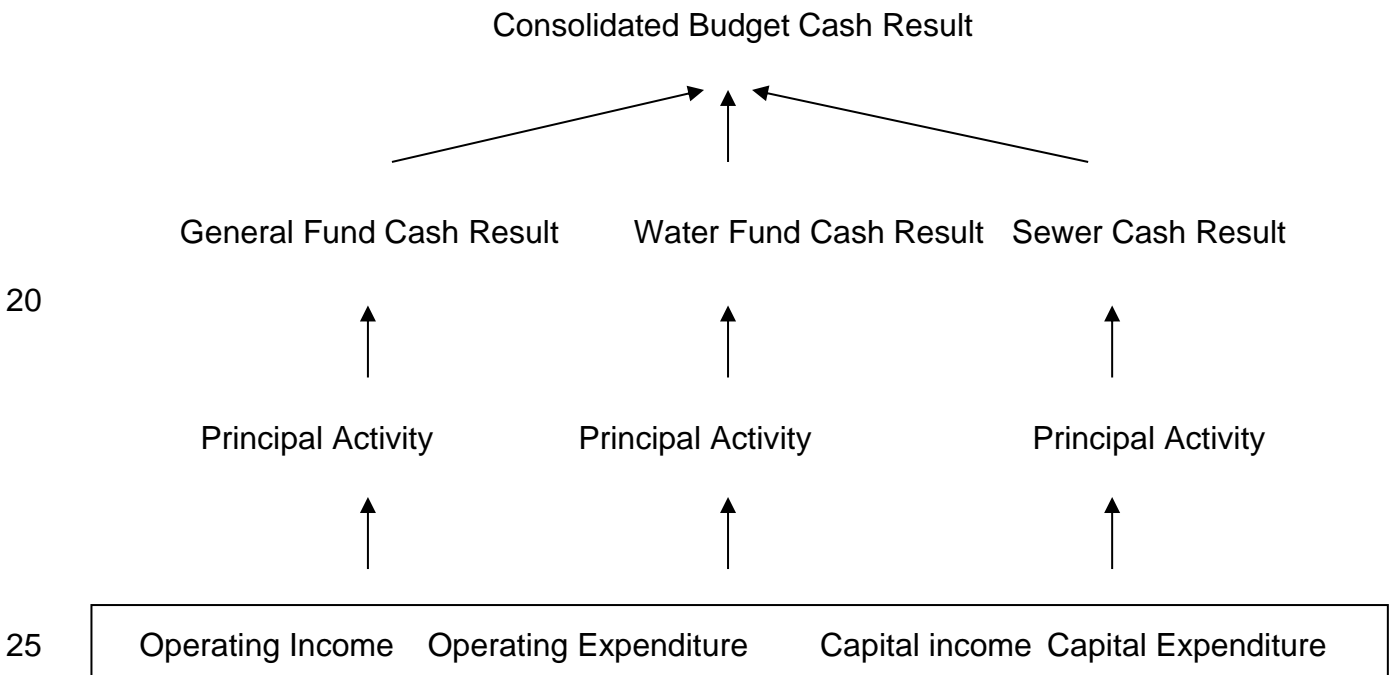 Consolidated Budget Cash Result
General Fund Cash Result Water Fund Cash Result Sewer Cash Result
20
Principal Activity Principal Activity Principal Activity
25 Operating Income Operating Expenditure Capital income Capital Expenditure